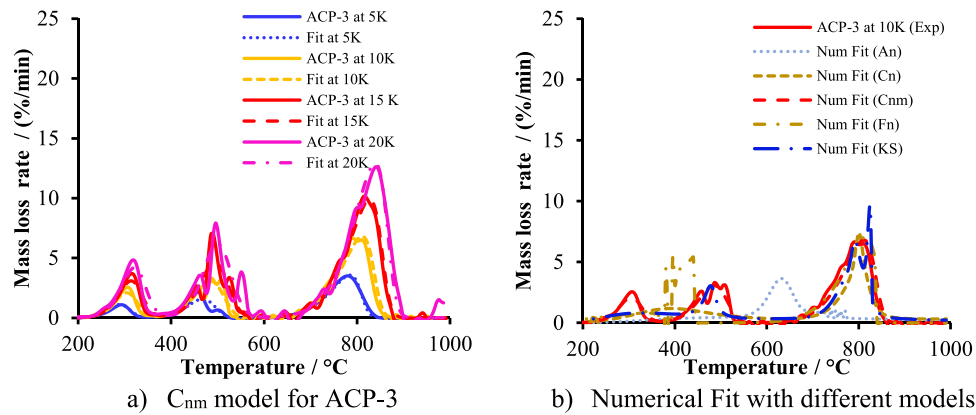 25
20
15
10
5
0
200 400 600 800 1000
Mass loss rate / (%/min)
Temperature / °C
ACP-3 at 5K
Fit at 5K
ACP-3 at 10K
Fit at 10K
ACP-3 at 15 K
Fit at 15K
ACP-3 at 20K
Fit at 20K
a) Cnm model for ACP-3
25
20
15
10
5
0
200 400 600 800 1000
Mass loss rate / (%/min)
Temperature / °C
ACP-3 at 10K (Exp)
Num Fit (An)
Num Fit (Cn)
Num Fit (Cnm)
Num Fit (Fn)
Num Fit (KS)
b) Numerical Fit with different models